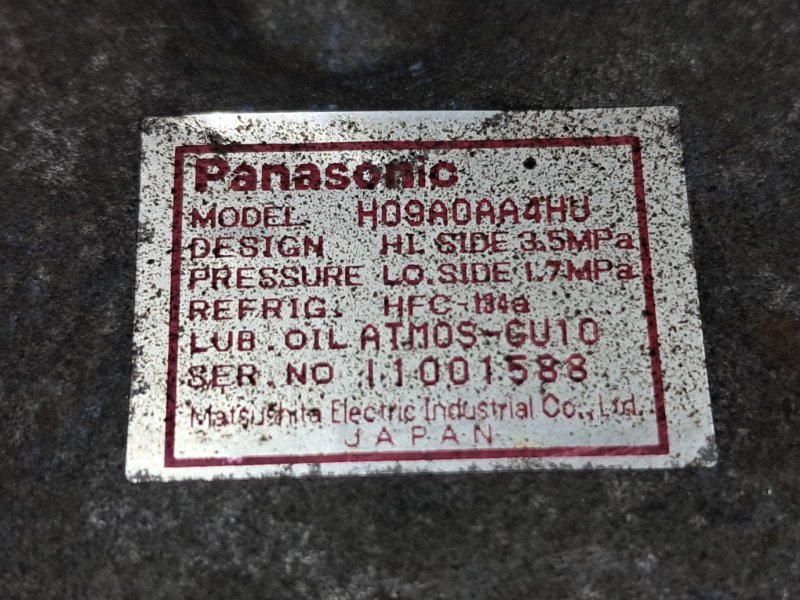 Panasonic
MODEL. H09A0AA4HU
DESIGN HI. SIDE 3.5MPa
PRESSURE LO. SIDE 1.7MPa
REFRIG. HFC-134a
LUB. OIL ATMOS-GU10
SER. NO 11001588
Matsushita Electric Industrial Co., Ltd.
JAPAN